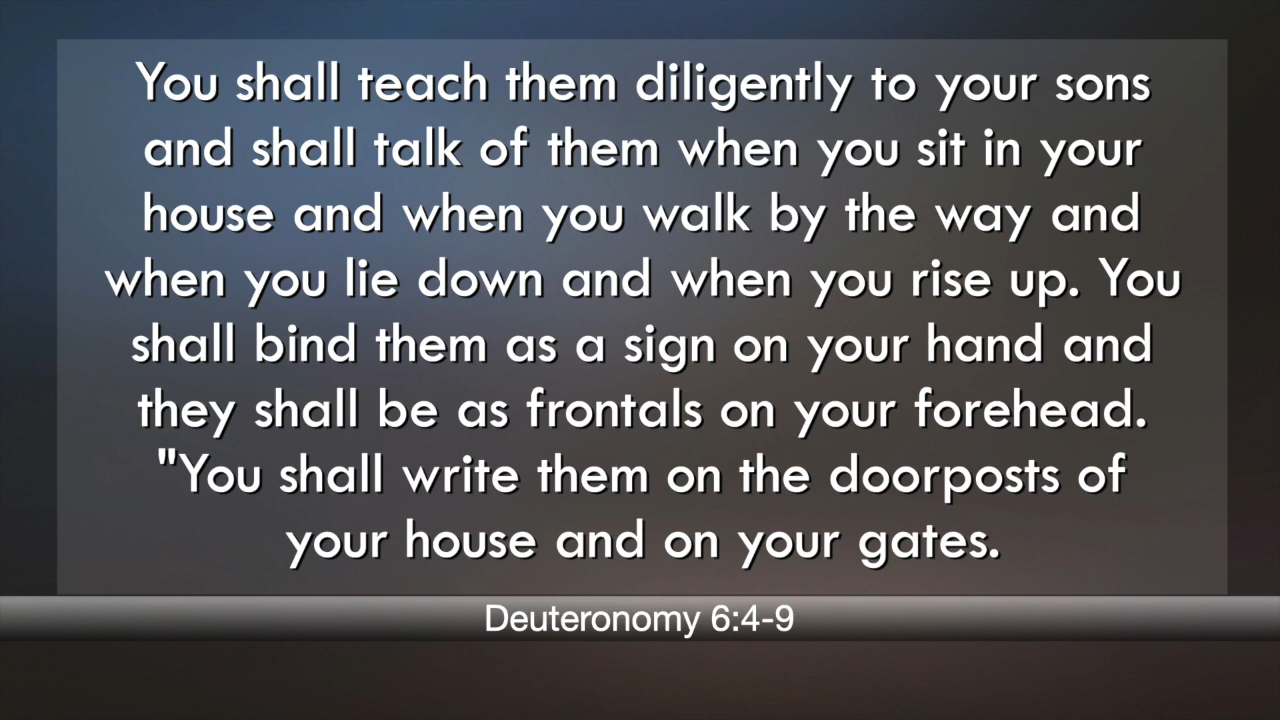 You shall teach them diligently to your sons
and shall talk of them when you sit in your
house and when you walk by the way and
when you lie down and when you rise up. You
shall bind them as a sign on your hand and
they shall be as frontals on your forehead.
"You shall write them on the doorposts of
your house and on your gates.
Deuteronomy 6:4-9